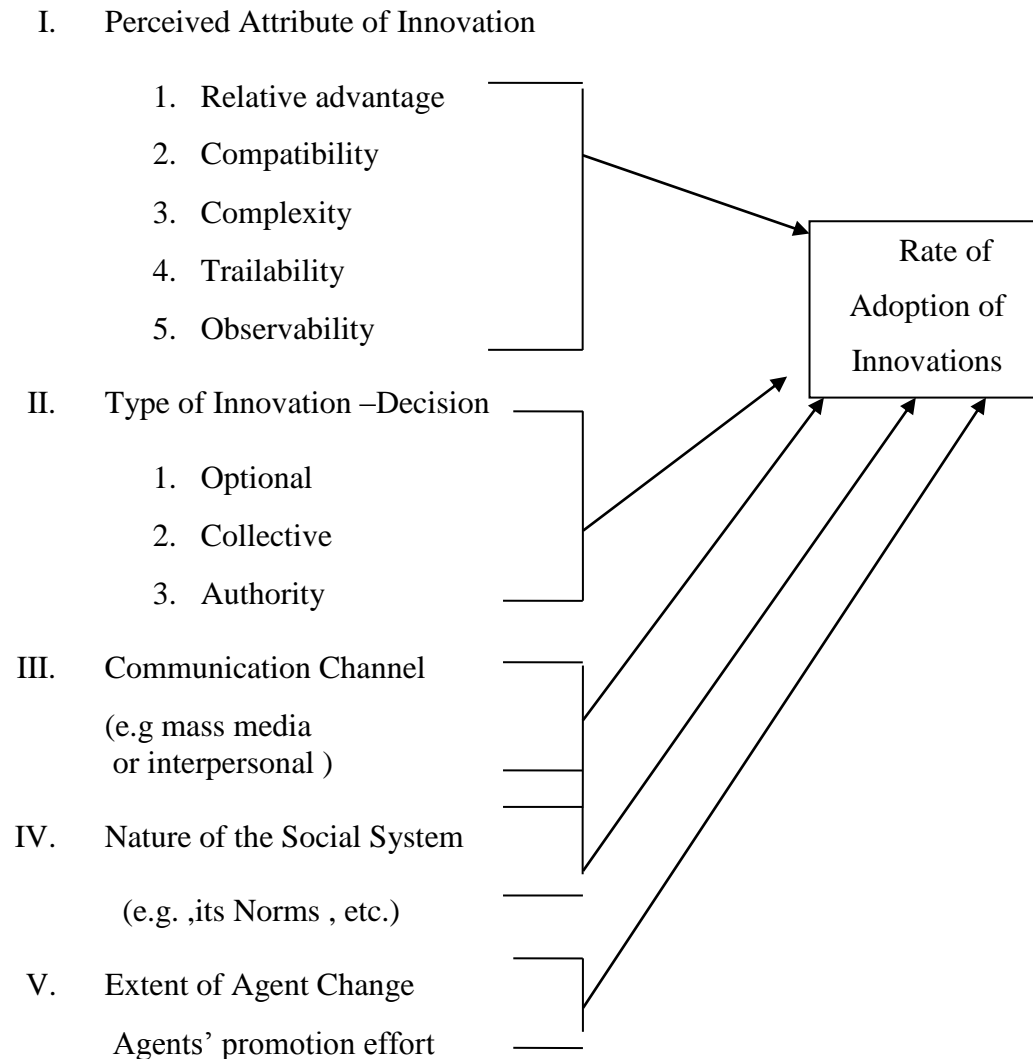 I. Perceived Attribute of Innovation
1. Relative advantage
2. Compatibility
3. Complexity
4. Trailability
5. Observability
Rate of
Adoption of
Innovations
II. Type of Innovation –Decision
1. Optional
2. Collective
3. Authority
III. Communication Channel
(e.g mass media
or interpersonal )
IV. Nature of the Social System
(e.g. ,its Norms , etc.)
V. Extent of Agent Change
Agents’ promotion effort